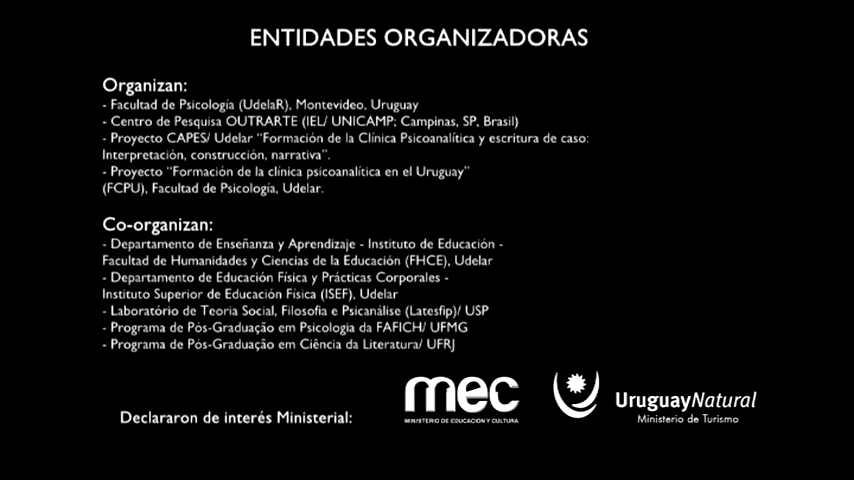 ENTIDADES ORGANIZADORAS
Organizan:
- Facultad de Psicología (UdelaR), Montevideo, Uruguay
- Centro de Pesquisa OUTRARTE (IEL/ UNICAMP; Campinas, SP, Brasil)
- Proyecto CAPES/ Udelar “Formación de la Clínica Psicoanalítica y escritura de caso:
Interpretación, construcción, narrativa”.
- Proyecto “Formación de la clínica psicoanalítica en el Uruguay”
(FCPU), Facultad de Psicología, Udelar.
Co-organizan:
- Departamento de Enseñanza y Aprendizaje - Instituto de Educación -
Facultad de Humanidades y Ciencias de la Educación (FHCE), Udelar
- Departamento de Educación Física y Prácticas Corporales -
Instituto Superior de Educación Física (ISEF), Udelar
- Laboratório de Teoria Social, Filosofia e Psicanálise (Latesfip)/ USP
- Programa de Pós-Graduação em Psicologia da FAFICH/ UFMG
- Programa de Pós-Graduação em Ciência da Literatura/ UFRJ
Declararon de interés Ministerial:
mec
MINISTERIO DE EDUCACIÓN Y CULTURA
UruguayNatural
Ministerio de Turismo